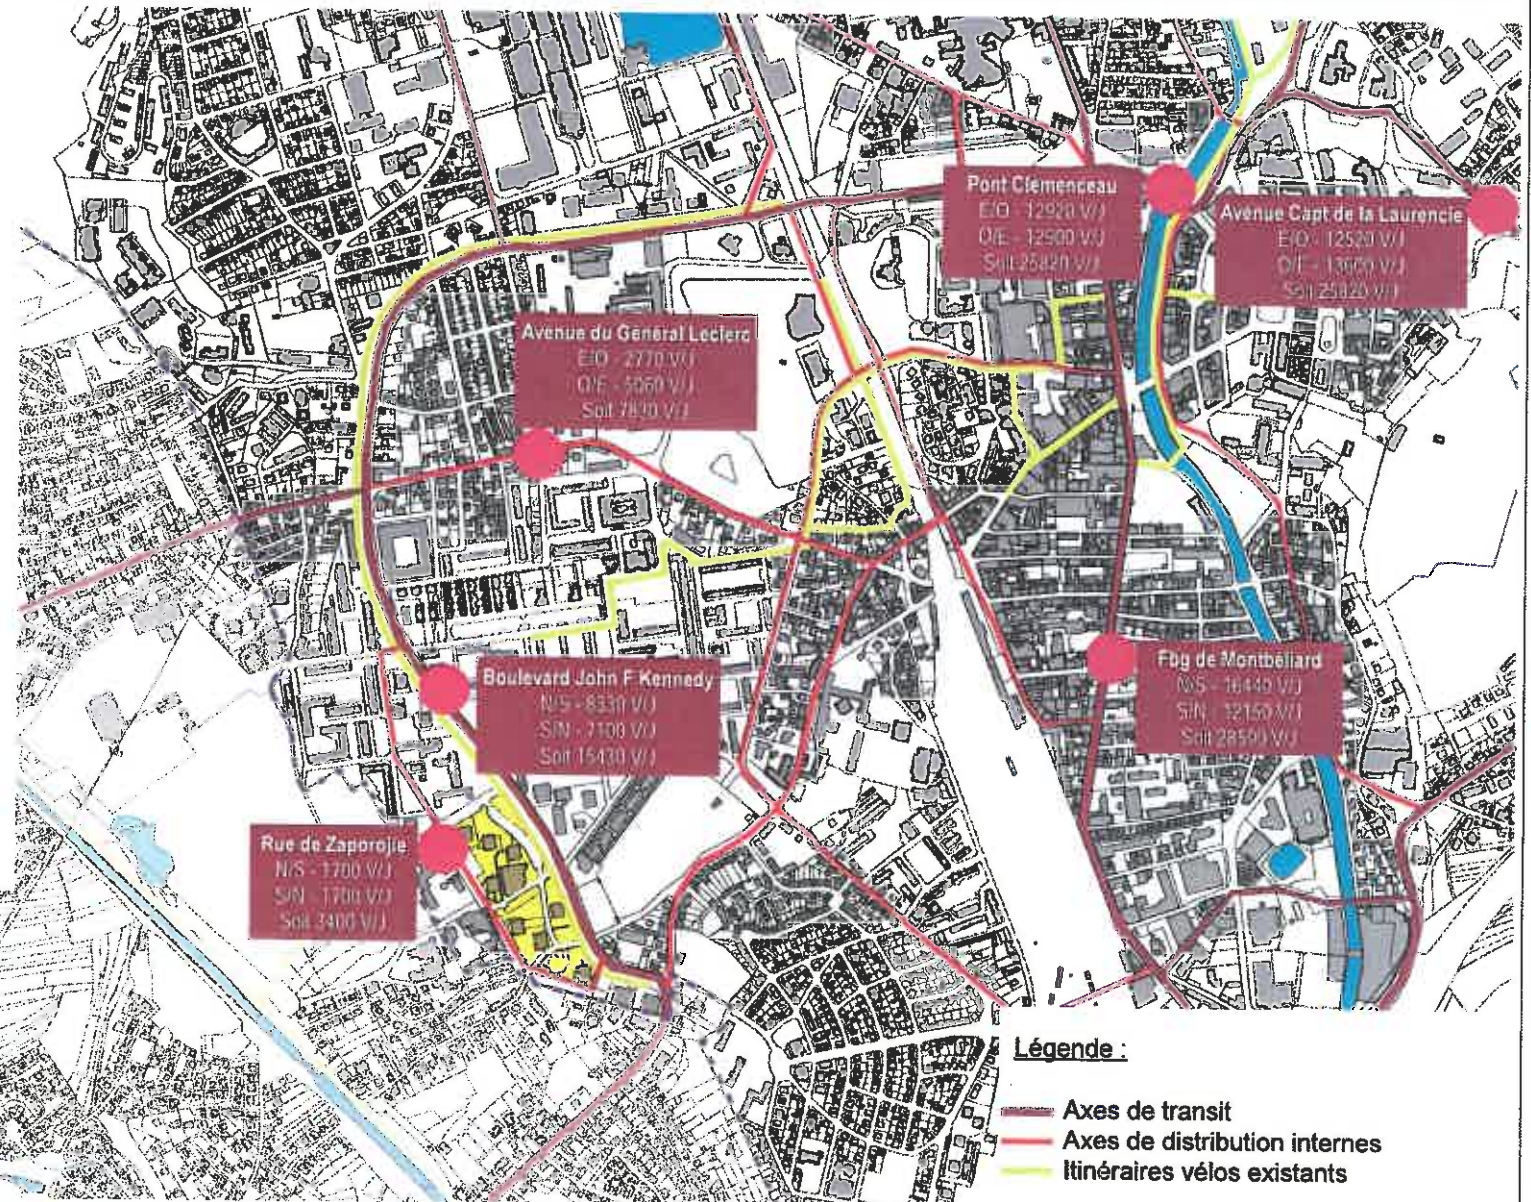 Pont Clemenceau
E/O - 12920 V/J
O/E - 12900 V/J
Soit 25820 V/J
Avenue Capt de la Laurencie
E/O - 12520 V/J
O/E - 13600 V/J
Soit
Avenue du Général Leclerc
E/O - 2770 V/J
O/E - 5060 V/J
Soit 7830 V/J
Boulevard John F Kennedy
N/S - 8330 V/J
S/N - 7100 V/J
Soit 15430 V/J
Fbg de Montbéliard
N/S - 16440 V/J
S/N - 12150 V/J
Soit 28590 V/J
Rue de Zaporojie
N/S - 1700 V/J
S/N - 1700 V/J
Soit 3400 V/J
Légende :
Axes de transit
Axes de distribution internes
Itinéraires vélos existants